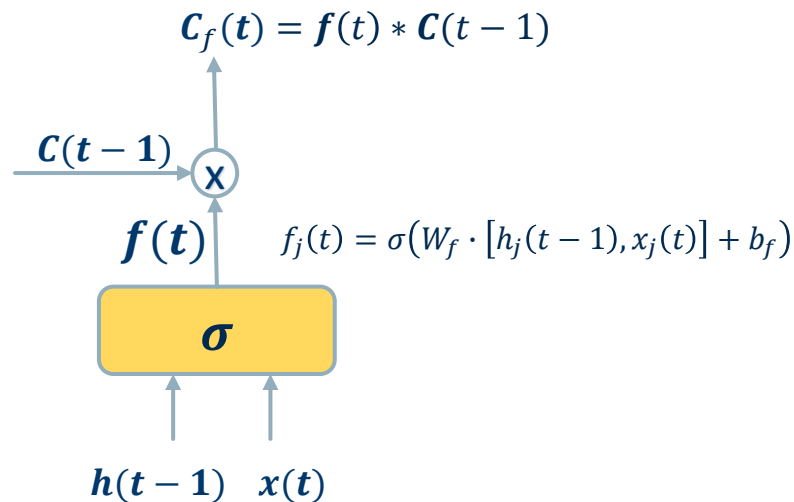 C_f(t) = f(t) ∗ C(t − 1)
C(t − 1)
x
f(t)
f_j(t) = σ(W_f · [h_j(t − 1), x_j(t)] + b_f)
σ
h(t − 1) x(t)